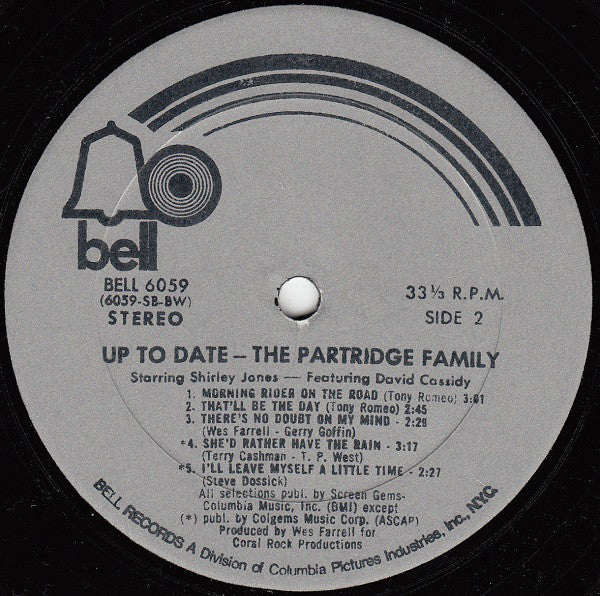 bell
BELL 6059
(6059-SB-BW)
STEREO
33 1/3 R.P.M.
SIDE 2
UP TO DATE — THE PARTRIDGE FAMILY
Starring Shirley Jones — Featuring David Cassidy
1. MORNING RIDER ON THE ROAD (Tony Romeo) 3:01
2. THAT'LL BE THE DAY (Tony Romeo) 2:45
3. THERE'S NO DOUBT ON MY MIND - 2:28
(Wes Farrell - Gerry Goffin)
*4. SHE'D RATHER HAVE THE RAIN - 3:17
(Terry Cashman - T. P. West)
*5. I'LL LEAVE MYSELF A LITTLE TIME - 2:27
(Steve Dossick)
All selections publ. by Screen Gems-
Columbia Music, Inc. (BMI) except
(*) publ. by Colgems Music Corp. (ASCAP)
Produced by Wes Farrell for
Coral Rock Productions
BELL RECORDS A Division of Columbia Pictures Industries, Inc., N.Y.C.